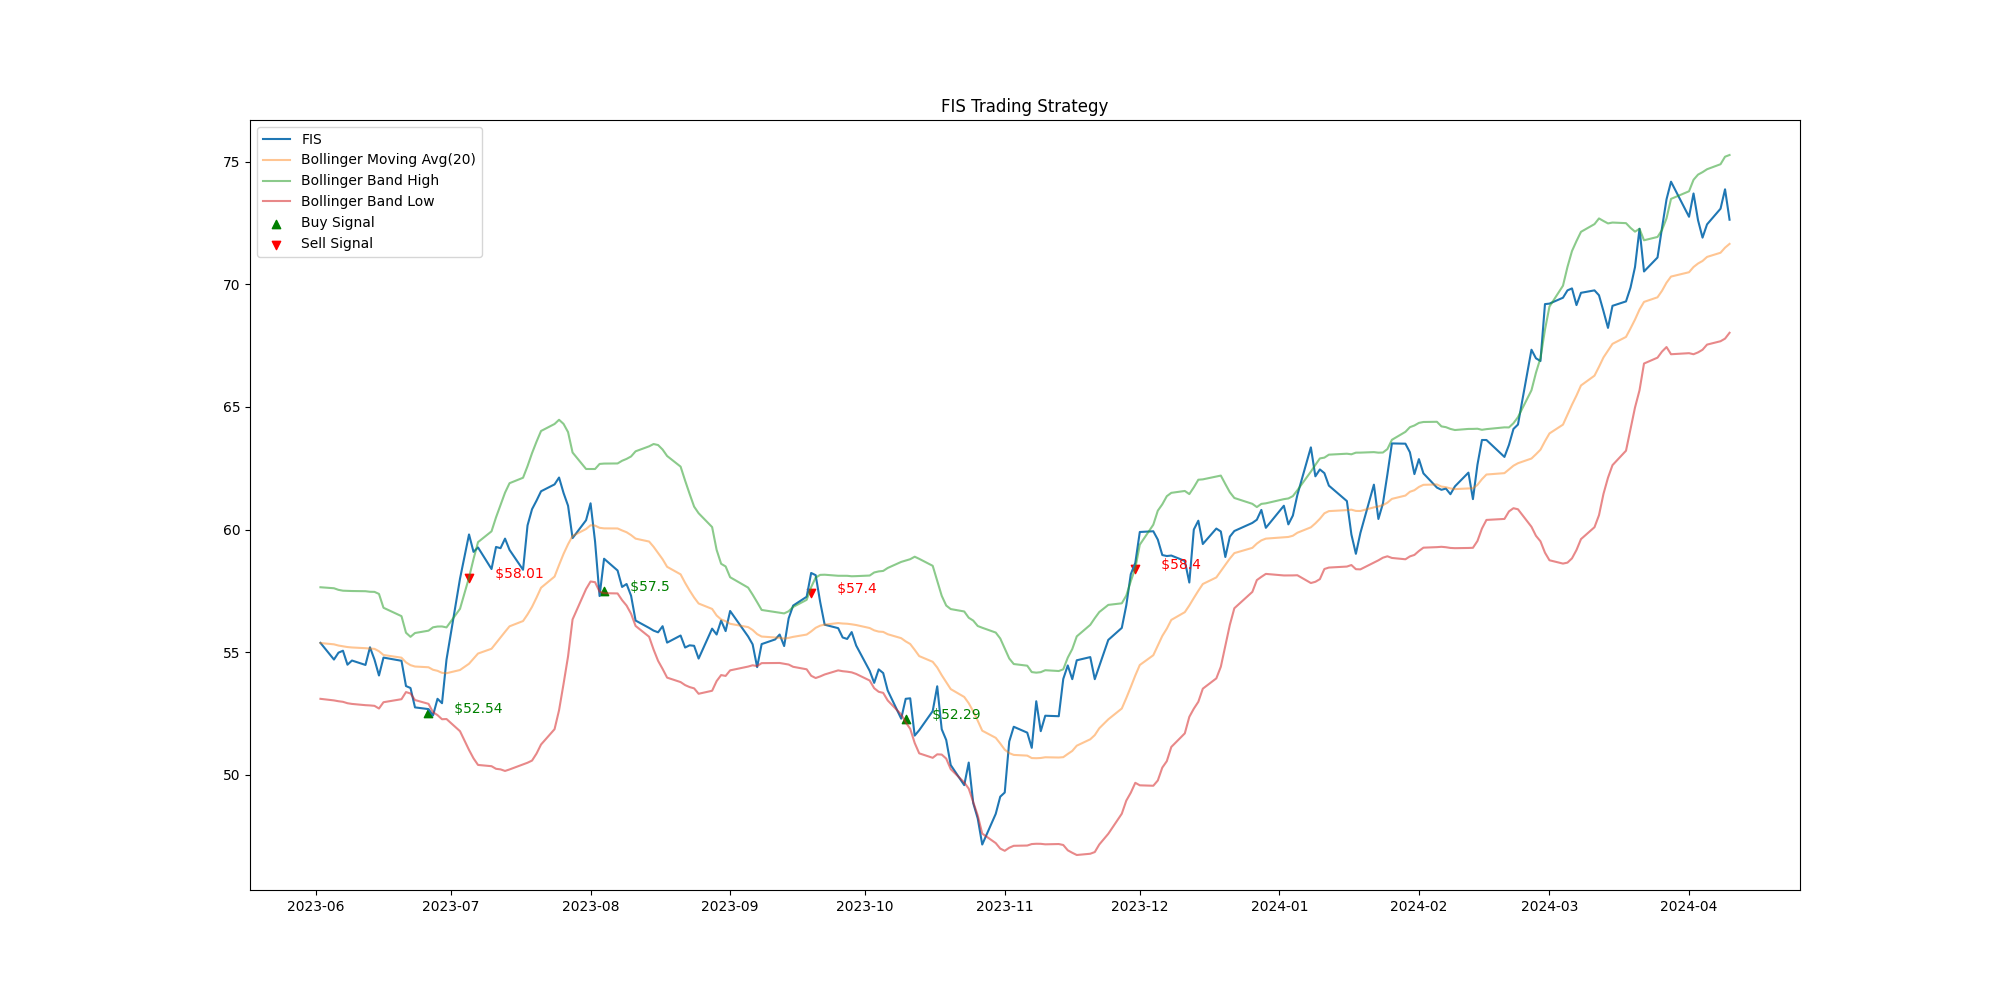 FIS Trading Strategy
FIS
Bollinger Moving Avg(20)
Bollinger Band High
Bollinger Band Low
Buy Signal
Sell Signal
75
70
65
60
55
50
$58.01
$57.5
$57.4
$58.4
$52.54
$52.29
2023-06 2023-07 2023-08 2023-09 2023-10 2023-11 2023-12 2024-01 2024-02 2024-03 2024-04